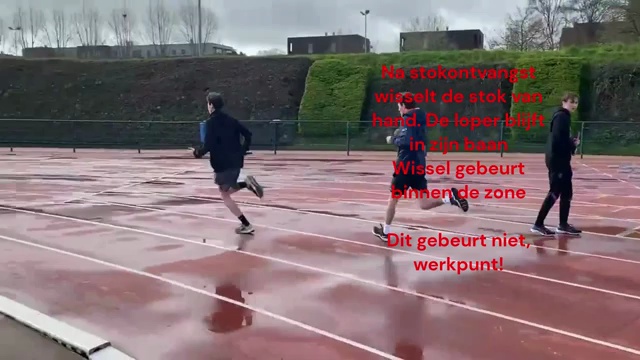 Na stokontvangst
wisselt de stok van
hand. De loper blijft
in zijn baan
Wissel gebeurt
binnen de zone
Dit gebeurt niet,
werkpunt!